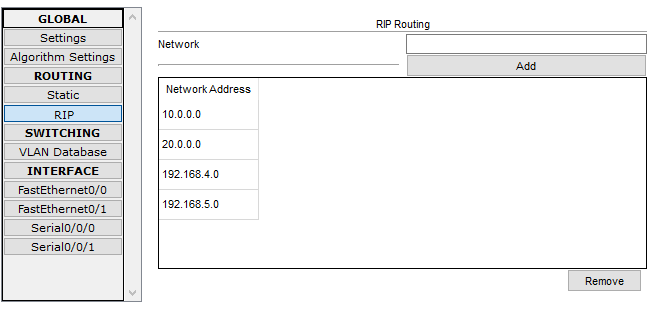 GLOBAL
Settings
Algorithm Settings
ROUTING
Static
RIP
SWITCHING
VLAN Database
INTERFACE
FastEthernet0/0
FastEthernet0/1
Serial0/0/0
Serial0/0/1
RIP Routing
Network
Add
Network Address
10.0.0.0
20.0.0.0
192.168.4.0
192.168.5.0
Remove